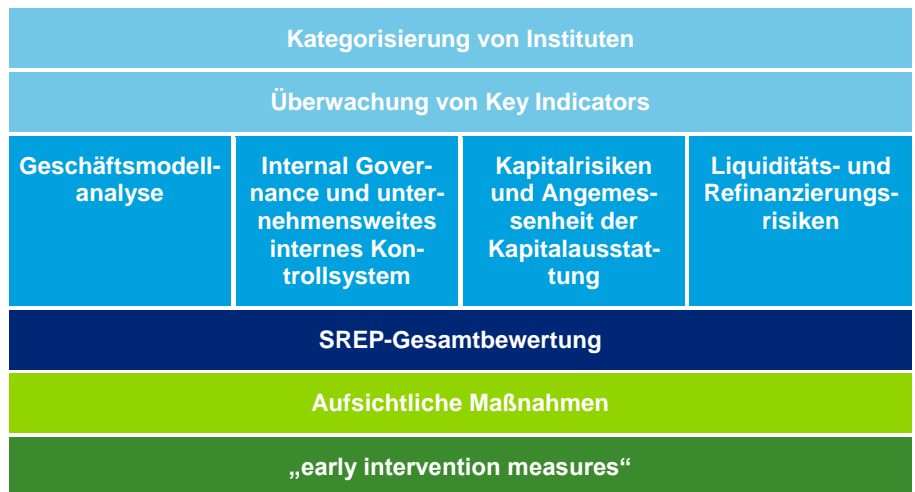 Kategorisierung von Instituten
Überwachung von Key Indicators
Geschäftsmodell-
analyse
Internal Gover-
nance und unter-
nehmensweites
internes Kon-
trollsystem
Kapitalrisiken
und Angemes-
senheit der
Kapitalausstat-
tung
Liquiditäts- und
Refinanzierungs-
risiken
SREP-Gesamtbewertung
Aufsichtliche Maßnahmen
„early intervention measures“